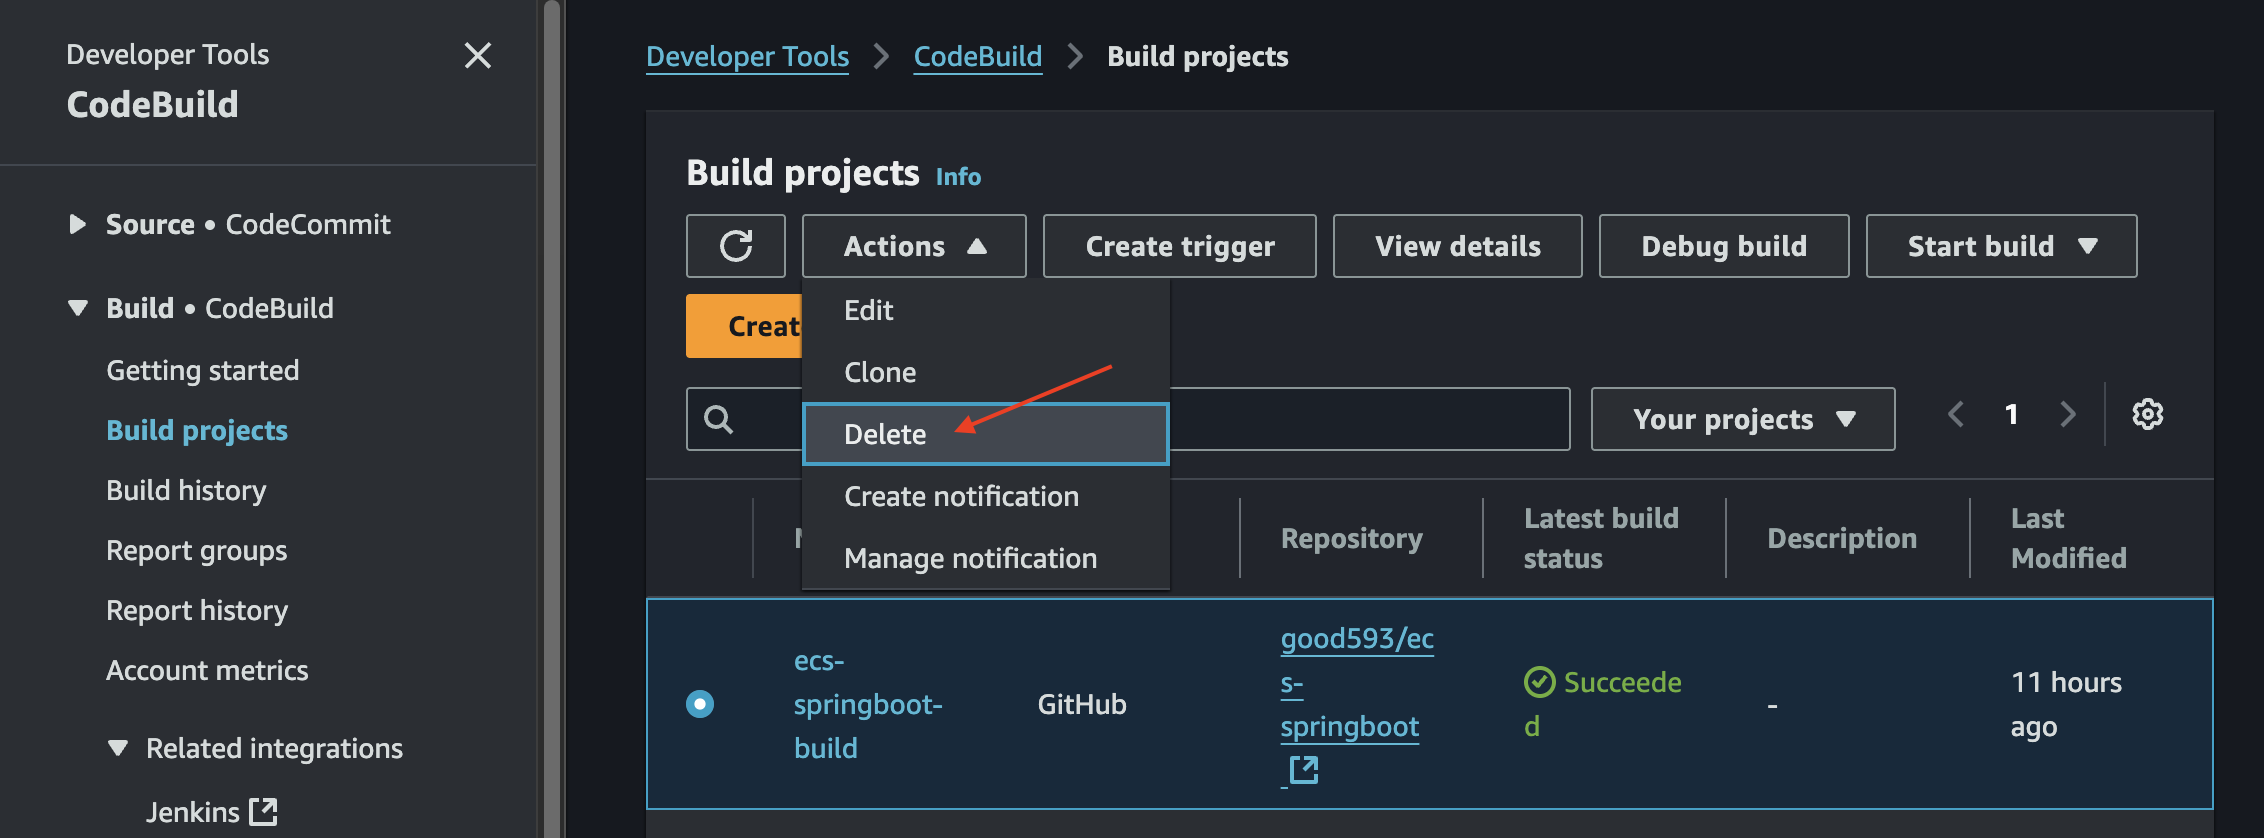 Developer Tools
CodeBuild
Source • CodeCommit
Build • CodeBuild
Getting started
Build projects
Build history
Report groups
Report history
Account metrics
Related integrations
Jenkins
Developer Tools > CodeBuild > Build projects
Build projects Info
Actions Create trigger View details Debug build Start build
Creat
Edit
Clone
Delete
Create notification
Manage notification
Your projects 1
Repository
Latest build
status
Description
Last
Modified
ecs-
springboot-
build
GitHub
good593/ec
s-
springboot
Succeede
d
-
11 hours
ago